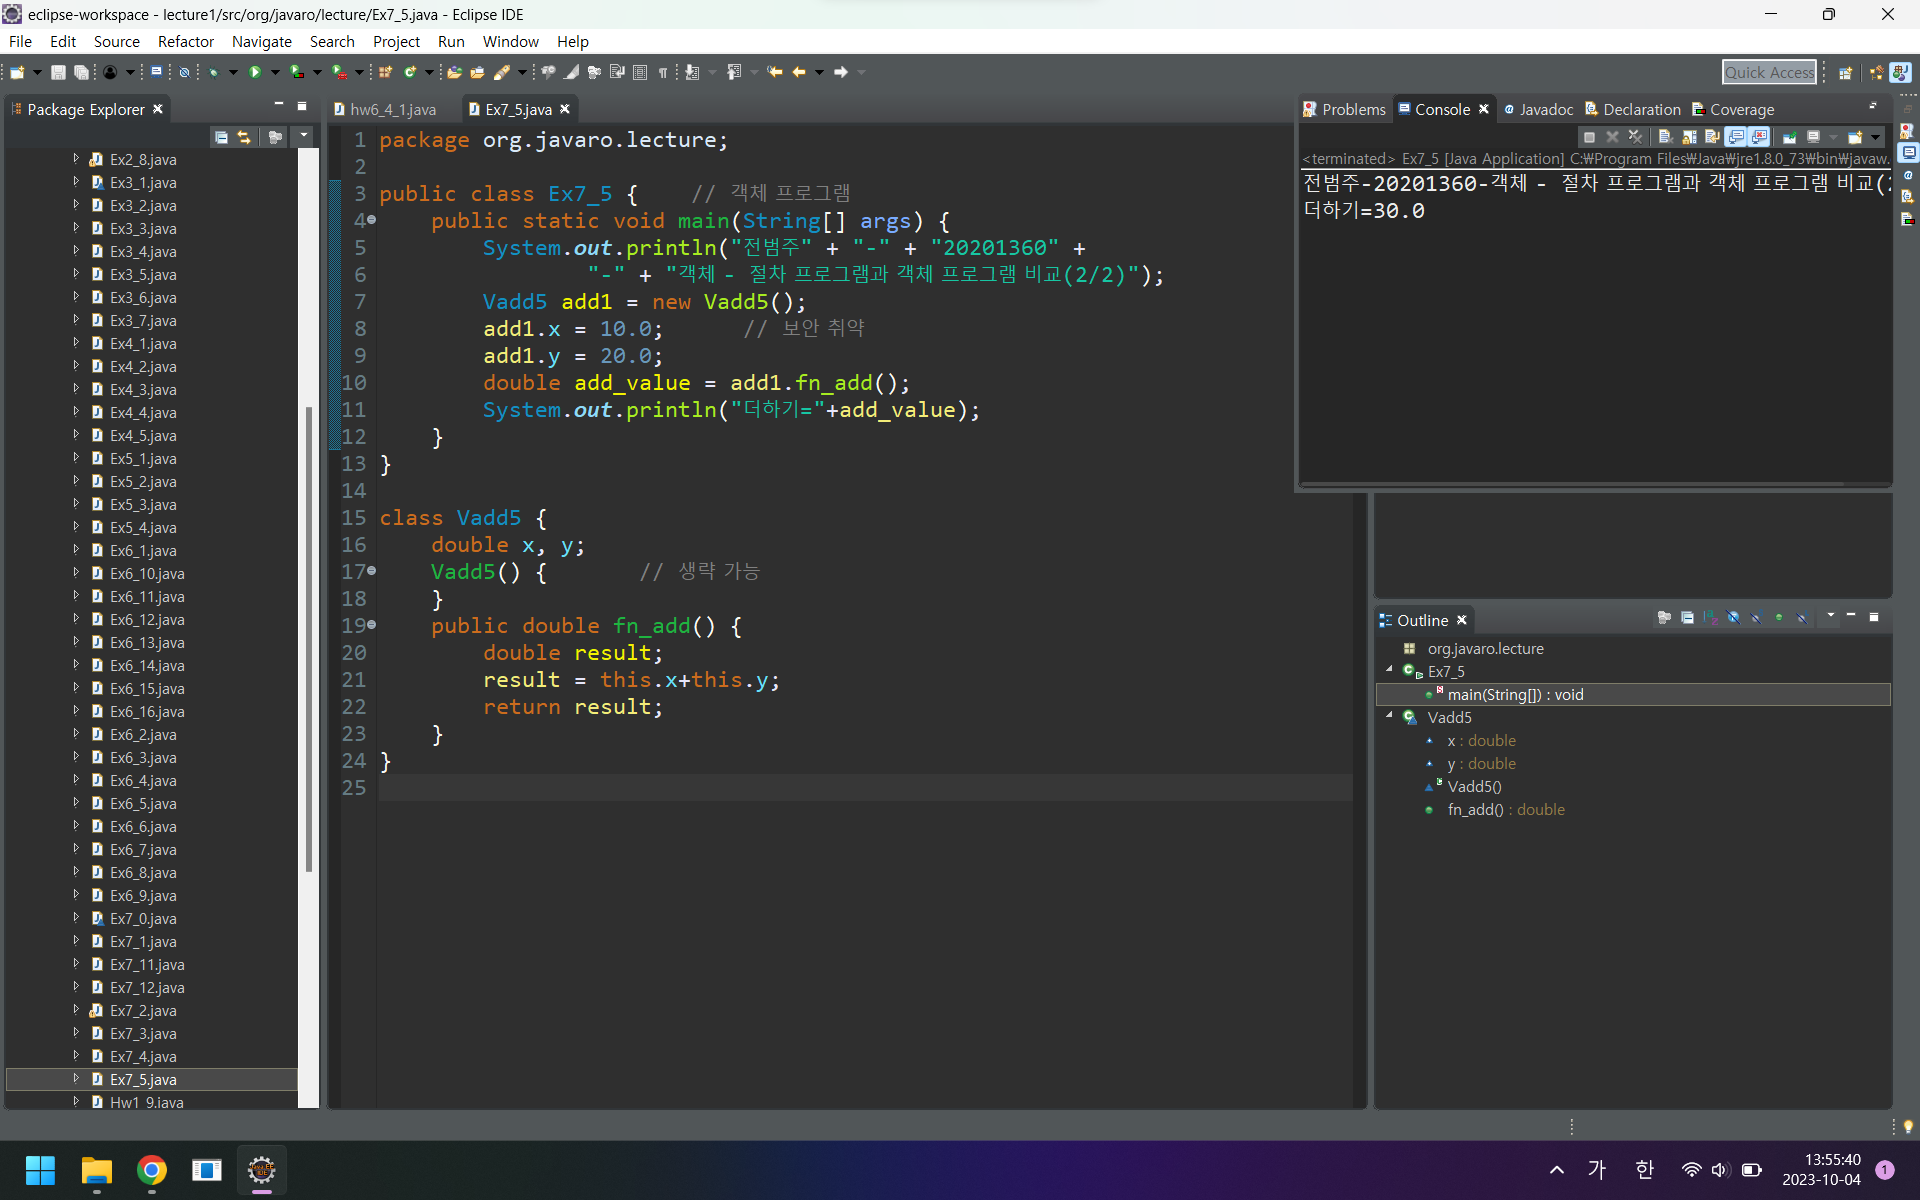 eclipse-workspace - lecture1/src/org/javaro/lecture/Ex7_5.java - Eclipse IDE
File Edit Source Refactor Navigate Search Project Run Window Help
Quick Access
Package Explorer
Ex2_8.java
Ex3_1.java
Ex3_2.java
Ex3_3.java
Ex3_4.java
Ex3_5.java
Ex3_6.java
Ex3_7.java
Ex4_1.java
Ex4_2.java
Ex4_3.java
Ex4_4.java
Ex4_5.java
Ex5_1.java
Ex5_2.java
Ex5_3.java
Ex5_4.java
Ex6_1.java
Ex6_10.java
Ex6_11.java
Ex6_12.java
Ex6_13.java
Ex6_14.java
Ex6_15.java
Ex6_16.java
Ex6_2.java
Ex6_3.java
Ex6_4.java
Ex6_5.java
Ex6_6.java
Ex6_7.java
Ex6_8.java
Ex6_9.java
Ex7_0.java
Ex7_1.java
Ex7_11.java
Ex7_12.java
Ex7_2.java
Ex7_3.java
Ex7_4.java
Ex7_5.java
Hw1_9.java
hw6_4_1.java Ex7_5.java
1 package org.javaro.lecture;
2
3 public class Ex7_5 { // 객체 프로그램
4 public static void main(String[] args) {
5 System.out.println("전범주" + "-" + "20201360" +
6 "-" + "객체 - 절차 프로그램과 객체 프로그램 비교(2/2)");
7 Vadd5 add1 = new Vadd5();
8 add1.x = 10.0; // 보안 취약
9 add1.y = 20.0;
10 double add_value = add1.fn_add();
11 System.out.println("더하기="+add_value);
12 }
13 }
14
15 class Vadd5 {
16 double x, y;
17 Vadd5() { // 생략 가능
18 }
19 public double fn_add() {
20 double result;
21 result = this.x+this.y;
22 return result;
23 }
24 }
25
Problems Console Javadoc Declaration Coverage
<terminated> Ex7_5 [Java Application] C:₩Program Files₩Java₩jre1.8.0_73₩bin₩javaw.
전범주-20201360-객체 - 절차 프로그램과 객체 프로그램 비교(2
더하기=30.0
Outline
org.javaro.lecture
Ex7_5
main(String[]) : void
Vadd5
x : double
y : double
Vadd5()
fn_add() : double
가 한
13:55:40
2023-10-04
1